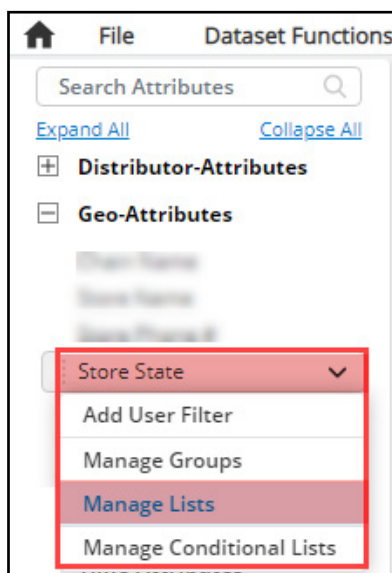 File Dataset Functions
Search Attributes
Expand All Collapse All
Distributor-Attributes
Geo-Attributes
Store State
Add User Filter
Manage Groups
Manage Lists
Manage Conditional Lists